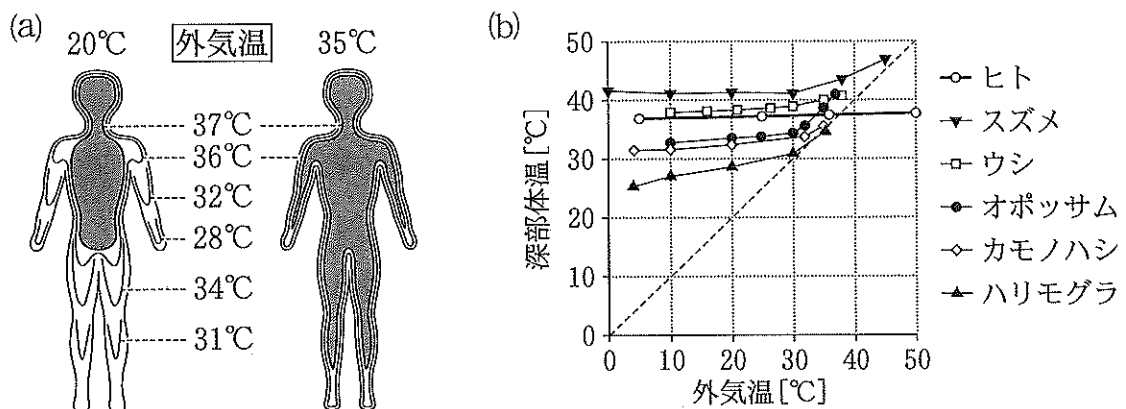 (a)
20℃ 外気温 35℃
37℃
36℃
32℃
28℃
34℃
31℃
(b)
深部体温[℃]
50
40
30
20
10
0
0 10 20 30 40 50
外気温[℃]
ヒト
スズメ
ウシ
オポッサム
カモノハシ
ハリモグラ